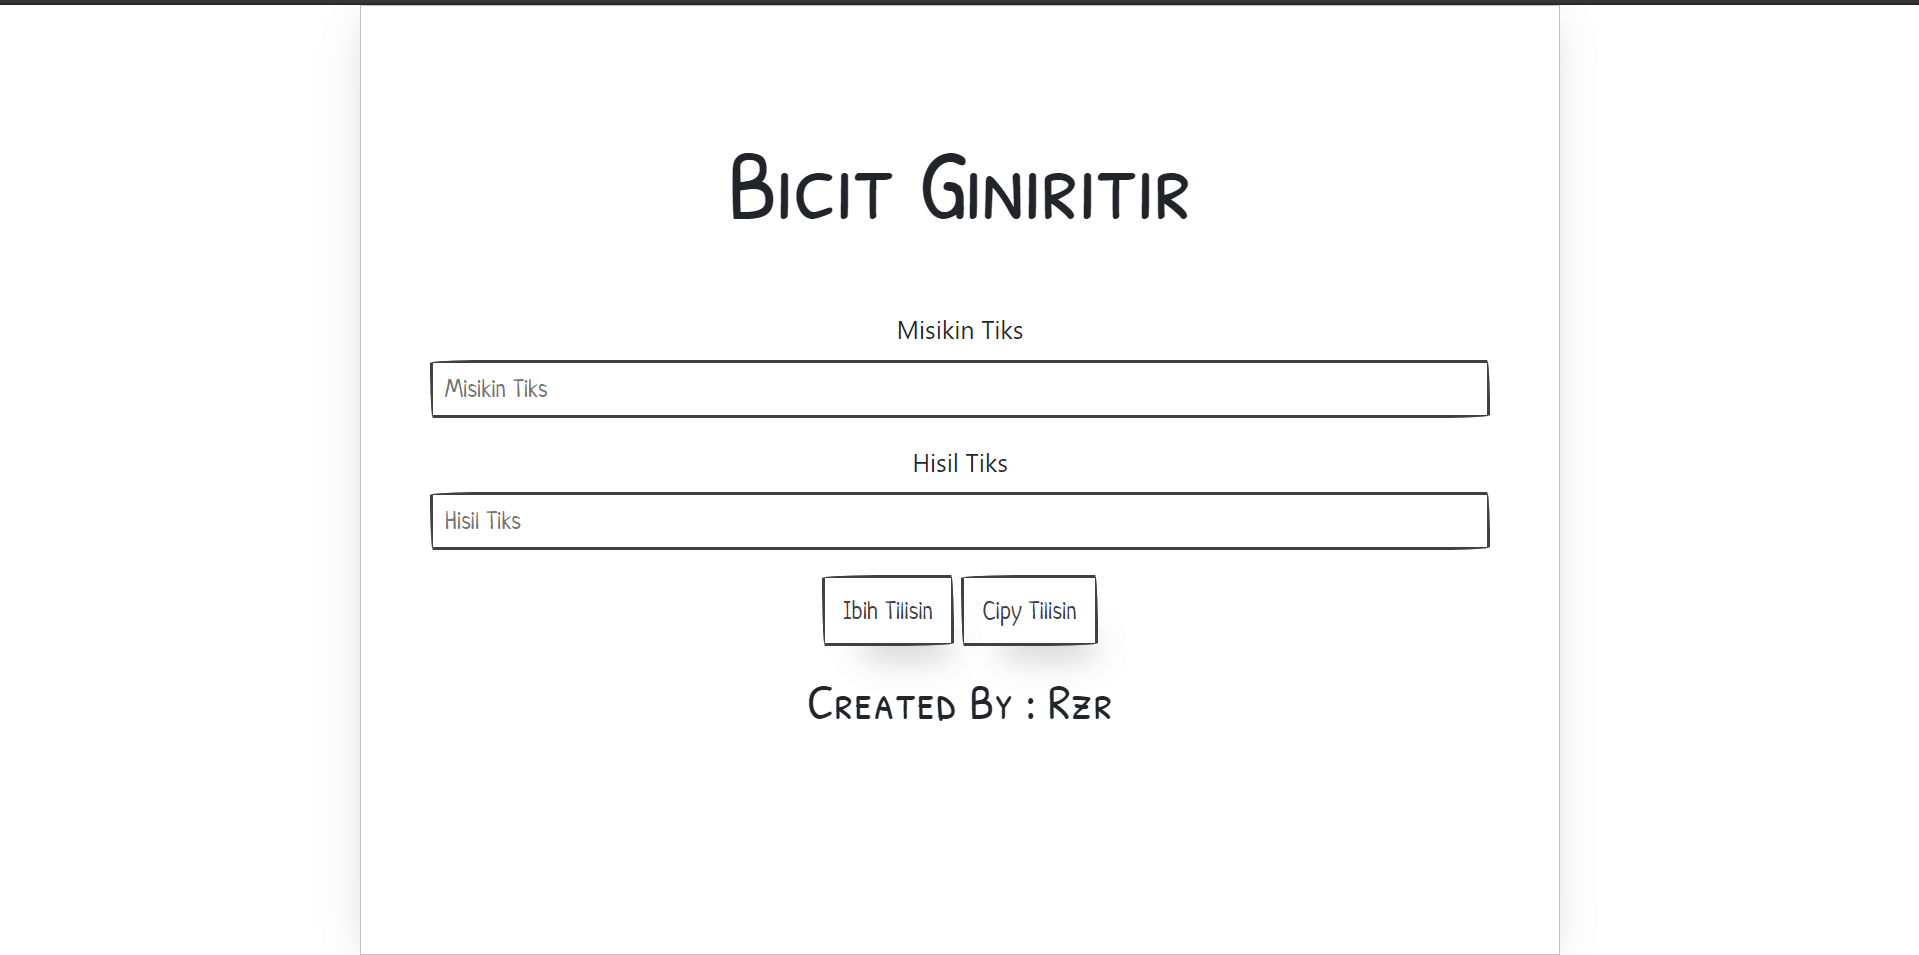 Bicit Giniritir
Misikin Tiks
Misikin Tiks
Hisil Tiks
Hisil Tiks
Ibih Tilisin Cipy Tilisin
Created By : Rzr